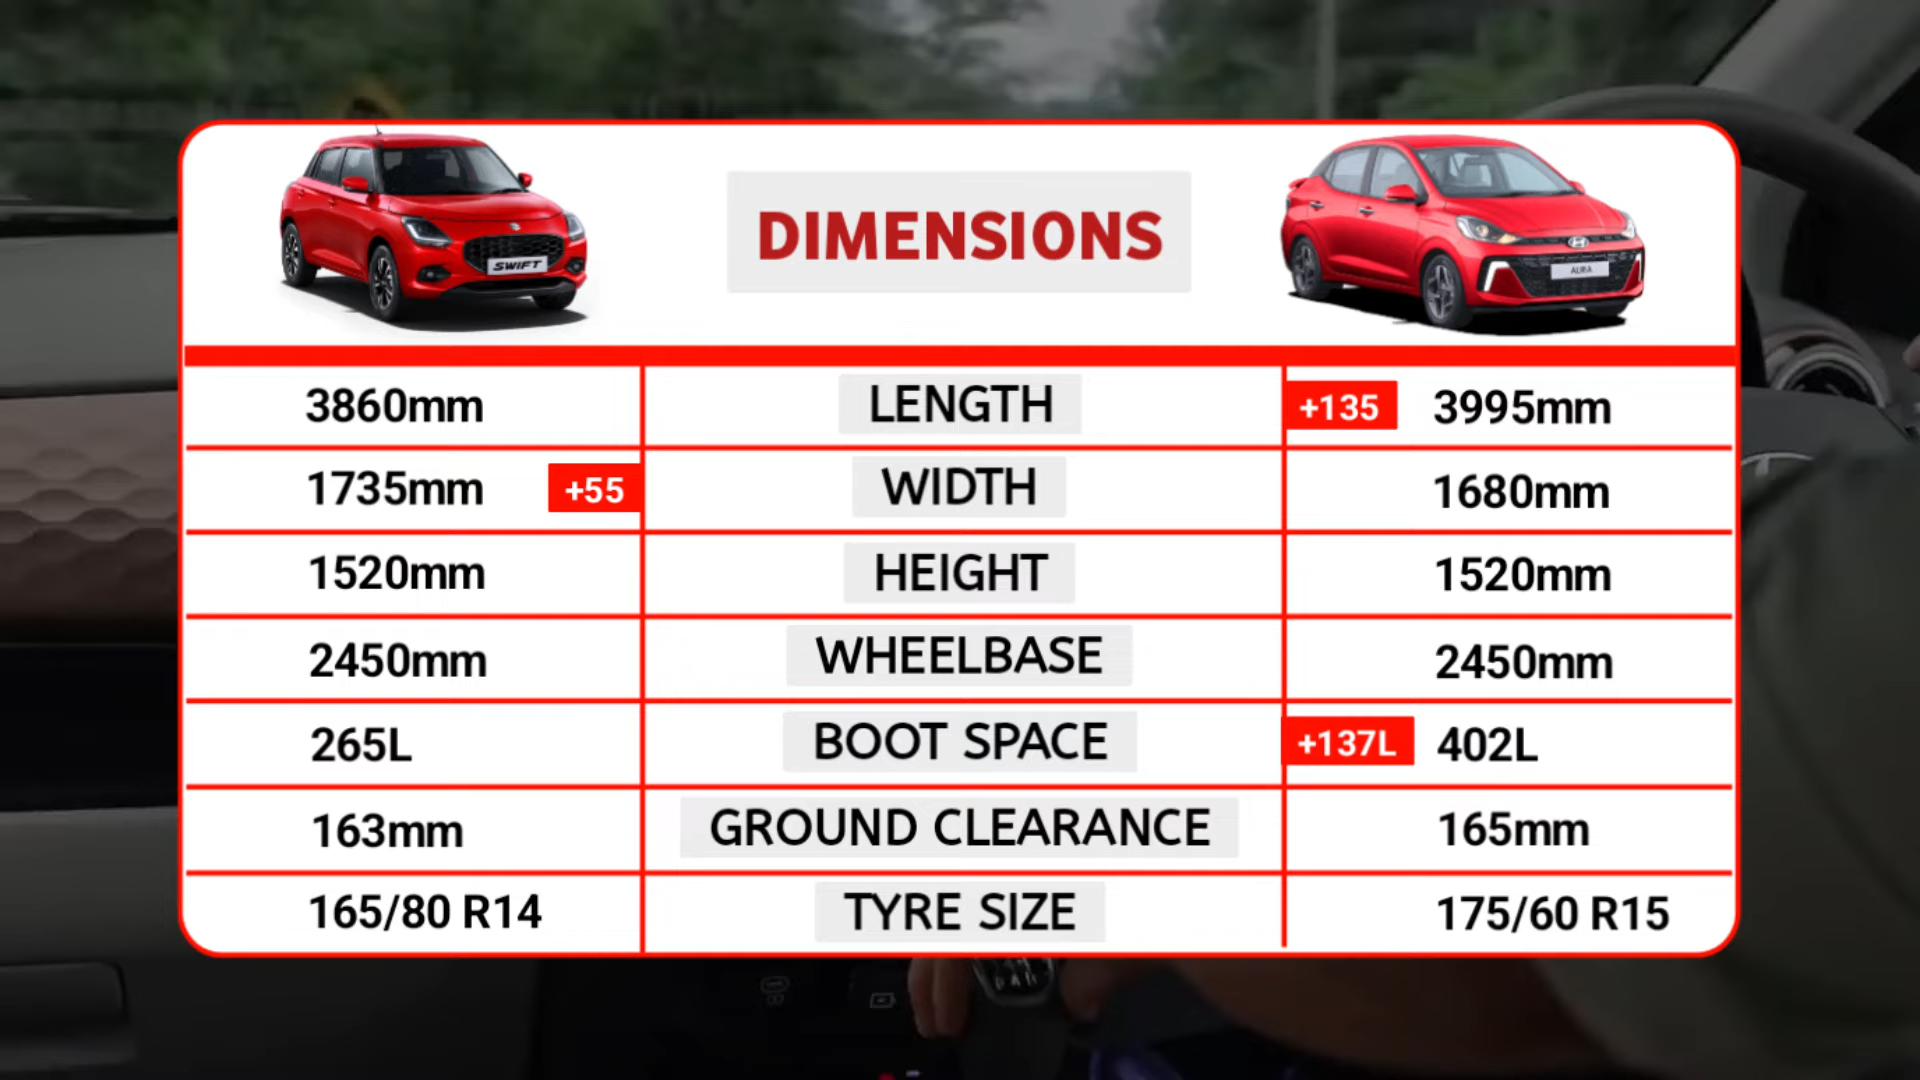 DIMENSIONS
SWIFT
AURA
3860mm LENGTH +135 3995mm
1735mm +55 WIDTH 1680mm
1520mm HEIGHT 1520mm
2450mm WHEELBASE 2450mm
265L BOOT SPACE +137L 402L
163mm GROUND CLEARANCE 165mm
165/80 R14 TYRE SIZE 175/60 R15